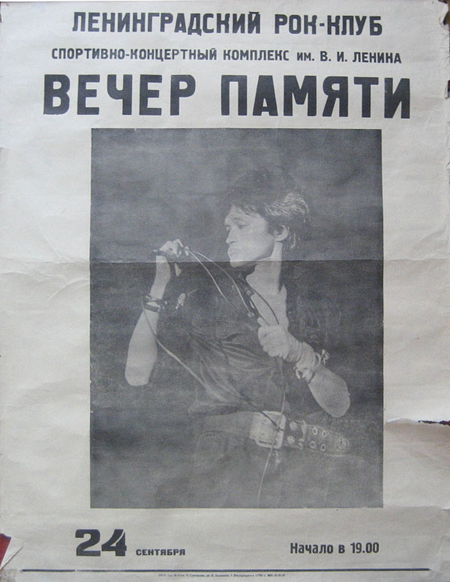 ЛЕНИНГРАДСКИЙ РОК-КЛУБ
СПОРТИВНО-КОНЦЕРТНЫЙ КОМПЛЕКС ИМ. В. И. ЛЕНИНА
ВЕЧЕР ПАМЯТИ
24 СЕНТЯБРЯ Начало в 19.00